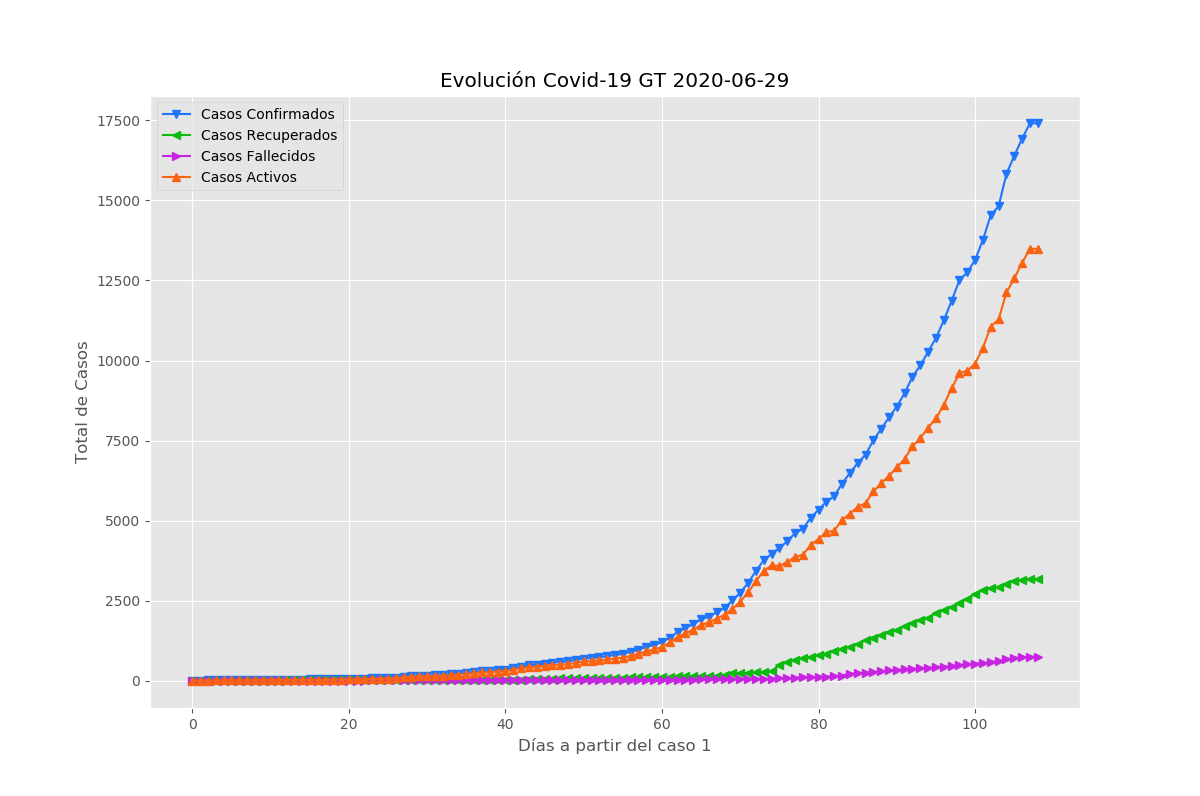 Evolución Covid-19 GT 2020-06-29
Casos Confirmados
Casos Recuperados
Casos Fallecidos
Casos Activos
17500
15000
12500
10000
7500
5000
2500
0
Total de Casos
0 20 40 60 80 100
Días a partir del caso 1